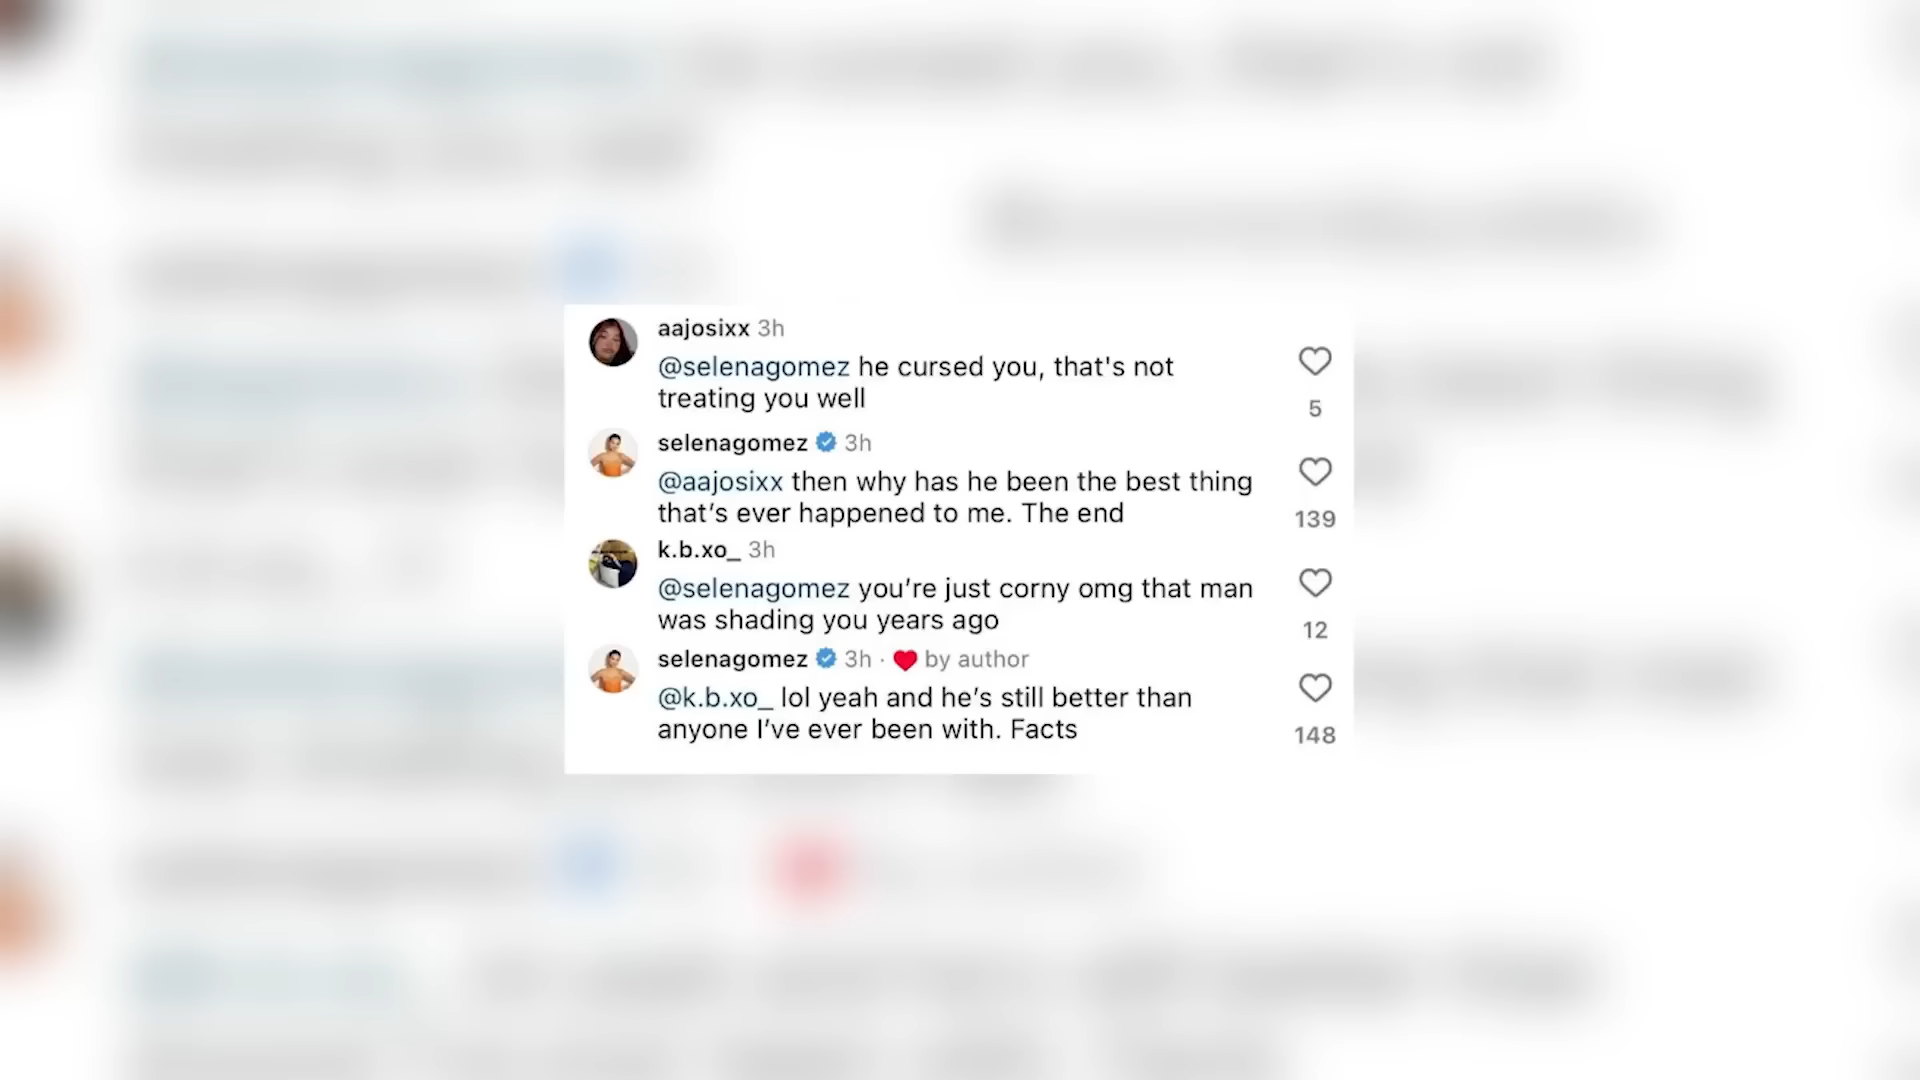 aajosixx 3h
@selenagomez he cursed you, that's not
treating you well
5
selenagomez 3h
@aajosixx then why has he been the best thing
that’s ever happened to me. The end
139
k.b.xo_ 3h
@selenagomez you’re just corny omg that man
was shading you years ago
12
selenagomez 3h · by author
@k.b.xo_ lol yeah and he’s still better than
anyone I’ve ever been with. Facts
148